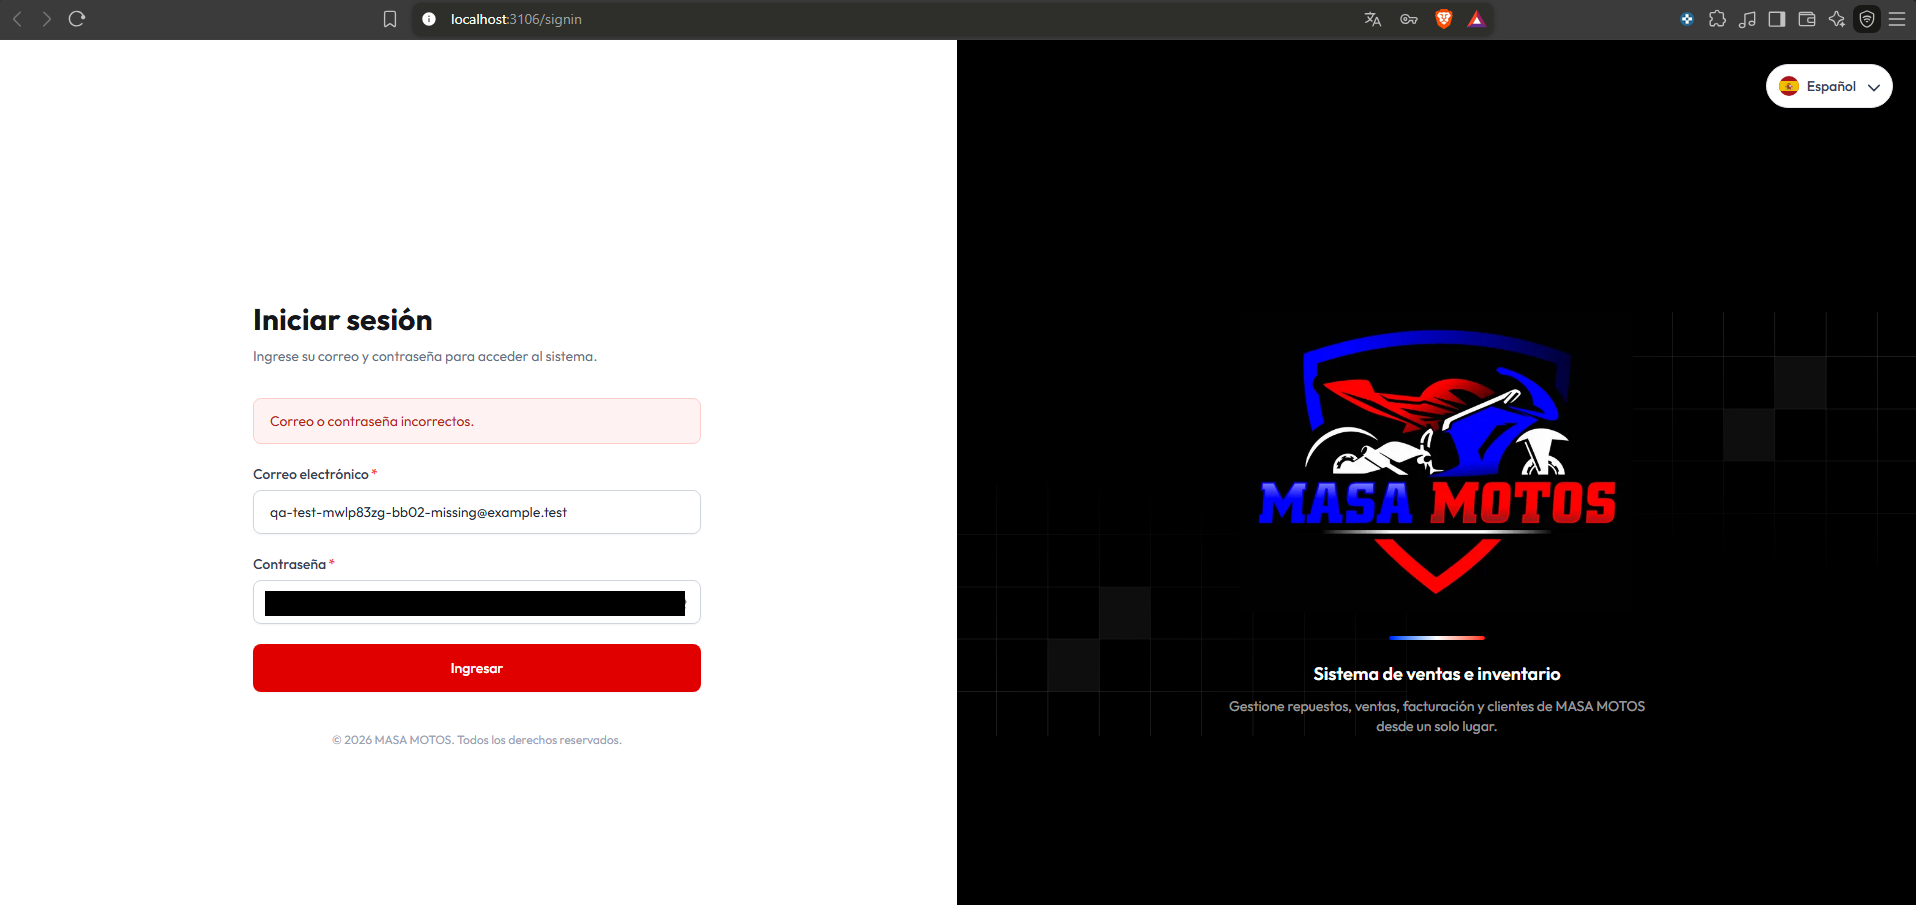 localhost:3106/signin
Español
Iniciar sesión
Ingrese su correo y contraseña para acceder al sistema.
Correo o contraseña incorrectos.
Correo electrónico *
qa-test-mwlp83zg-bb02-missing@example.test
Contraseña *
Ingresar
© 2026 MASA MOTOS. Todos los derechos reservados.
MASA MOTOS
Sistema de ventas e inventario
Gestione repuestos, ventas, facturación y clientes de MASA MOTOS
desde un solo lugar.